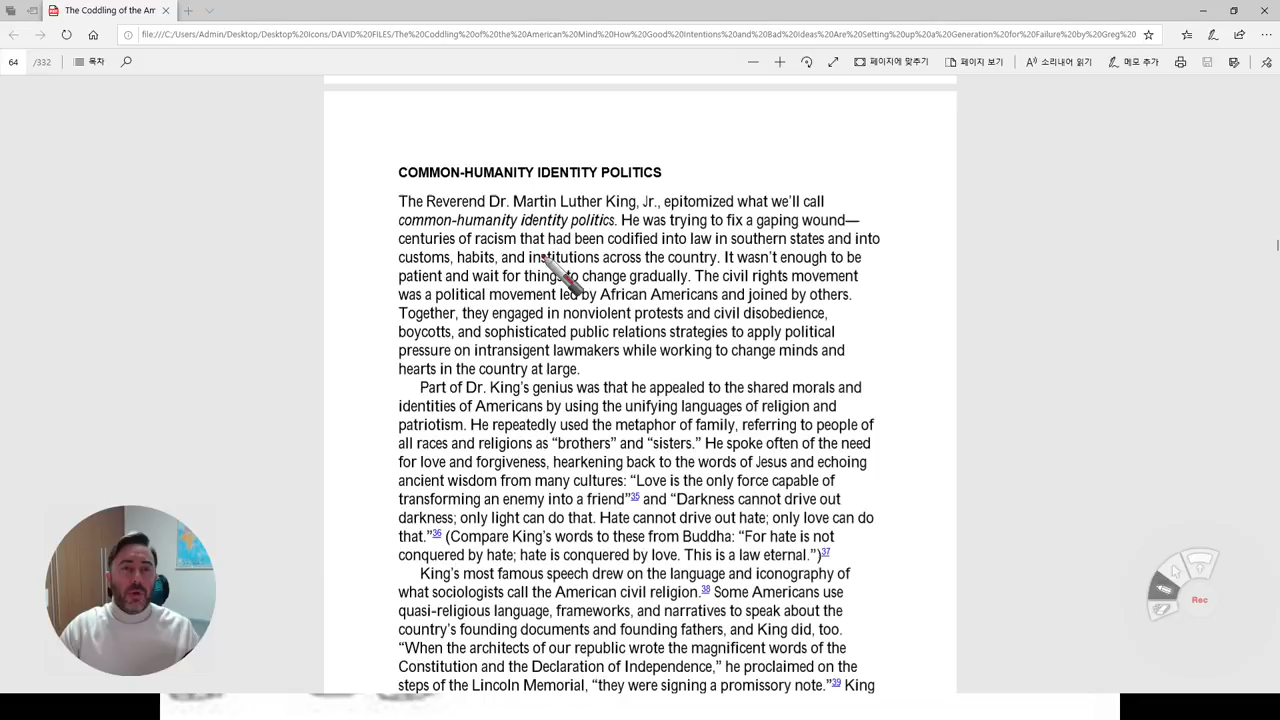 The Coddling of the Am
file:///C:/Users/Admin/Desktop/Desktop%20Icons/DAVID%20FILES/The%20Coddling%20of%20the%20American%20Mind%20How%20Good%20Intentions%20and%20Bad%20Ideas%20Are%20Setting%20up%20a%20Generation%20for%20Failure%20by%20Greg%20
64 /332 목차 페이지에 맞추기 페이지 보기 소리내어 읽기 메모 추가
COMMON-HUMANITY IDENTITY POLITICS
The Reverend Dr. Martin Luther King, Jr., epitomized what we'll call
common-humanity identity politics. He was trying to fix a gaping wound—
centuries of racism that had been codified into law in southern states and into
customs, habits, and institutions across the country. It wasn't enough to be
patient and wait for things to change gradually. The civil rights movement
was a political movement led by African Americans and joined by others.
Together, they engaged in nonviolent protests and civil disobedience,
boycotts, and sophisticated public relations strategies to apply political
pressure on intransigent lawmakers while working to change minds and
hearts in the country at large.
Part of Dr. King's genius was that he appealed to the shared morals and
identities of Americans by using the unifying languages of religion and
patriotism. He repeatedly used the metaphor of family, referring to people of
all races and religions as "brothers" and "sisters." He spoke often of the need
for love and forgiveness, hearkening back to the words of Jesus and echoing
ancient wisdom from many cultures: "Love is the only force capable of
transforming an enemy into a friend"35 and "Darkness cannot drive out
darkness; only light can do that. Hate cannot drive out hate; only love can do
that."36 (Compare King's words to these from Buddha: "For hate is not
conquered by hate; hate is conquered by love. This is a law eternal.")37
King's most famous speech drew on the language and iconography of
what sociologists call the American civil religion.38 Some Americans use
quasi-religious language, frameworks, and narratives to speak about the
country's founding documents and founding fathers, and King did, too.
"When the architects of our republic wrote the magnificent words of the
Constitution and the Declaration of Independence," he proclaimed on the
steps of the Lincoln Memorial, "they were signing a promissory note."39 King
Rec